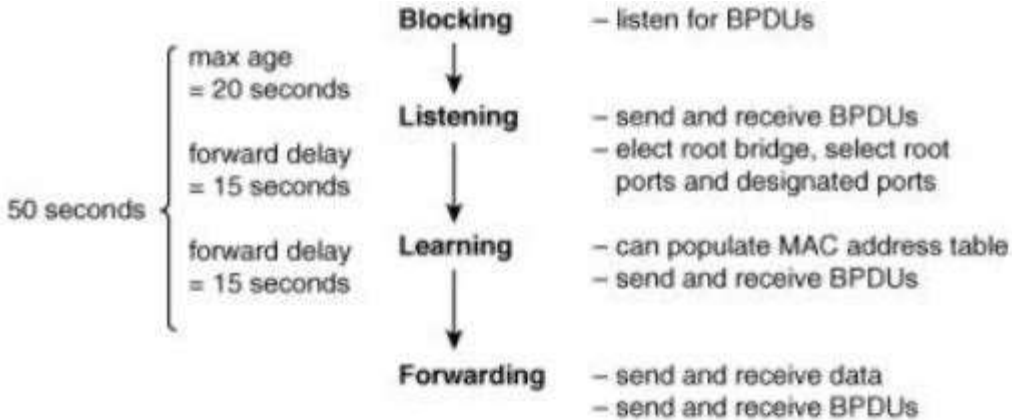 Blocking – listen for BPDUs
max age
= 20 seconds
Listening – send and receive BPDUs
– elect root bridge, select root
ports and designated ports
forward delay
= 15 seconds
50 seconds
Learning – can populate MAC address table
– send and receive BPDUs
forward delay
= 15 seconds
Forwarding – send and receive data
– send and receive BPDUs